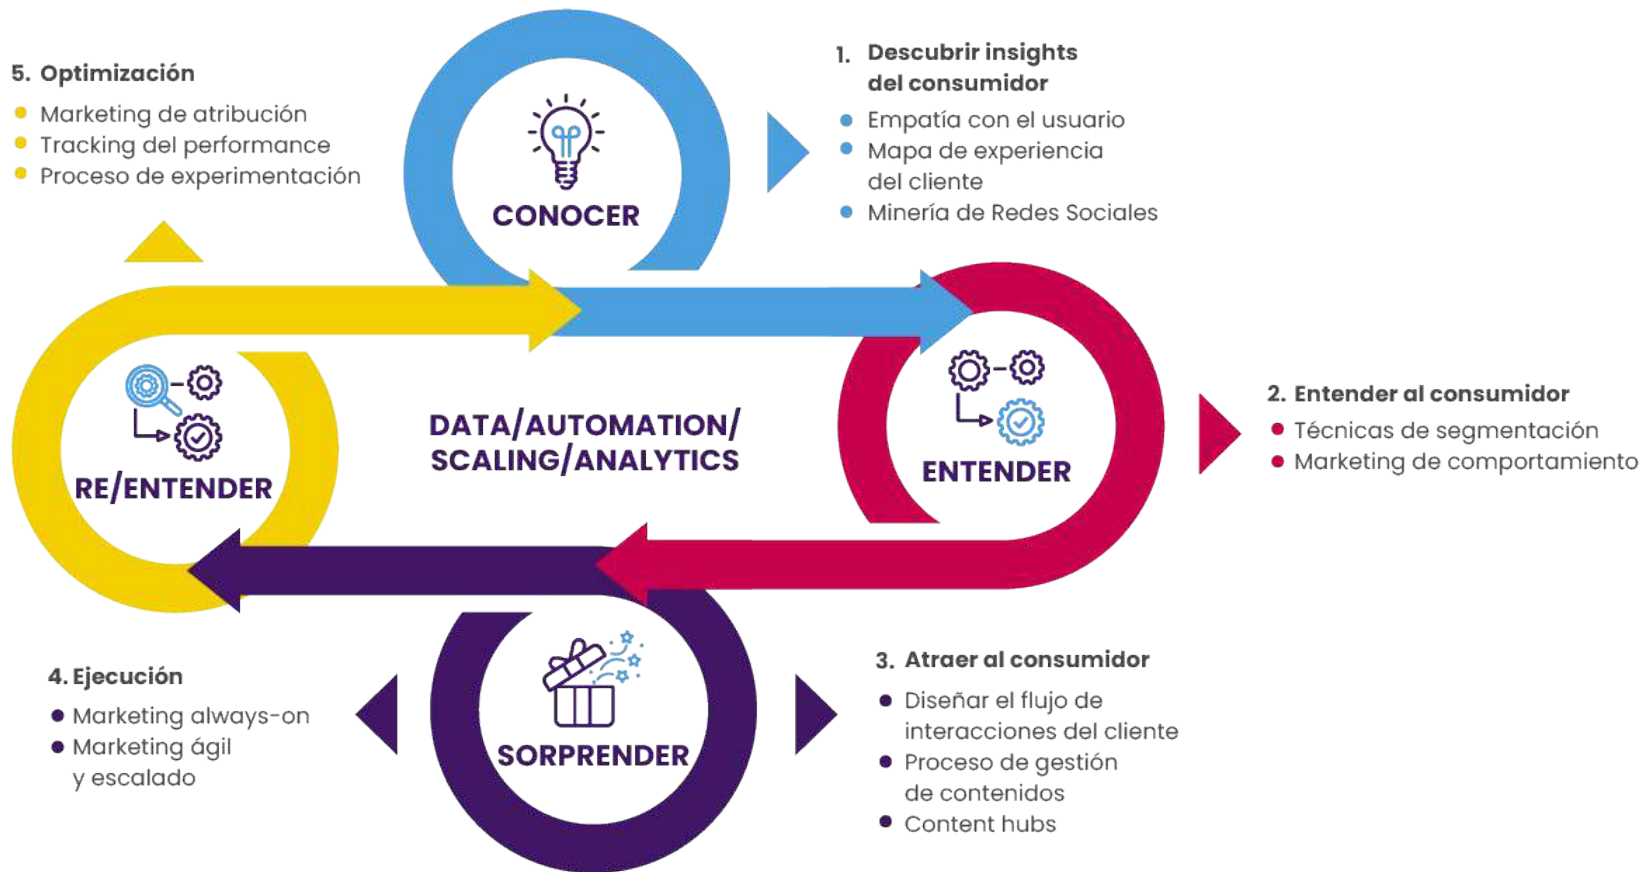 5. Optimización
Marketing de atribución
Tracking del performance
Proceso de experimentación
CONOCER
1. Descubrir insights
del consumidor
Empatía con el usuario
Mapa de experiencia
del cliente
Minería de Redes Sociales
RE/ENTENDER
DATA/AUTOMATION/
SCALING/ANALYTICS
ENTENDER
2. Entender al consumidor
Técnicas de segmentación
Marketing de comportamiento
4. Ejecución
Marketing always-on
Marketing ágil
y escalado
SORPRENDER
3. Atraer al consumidor
Diseñar el flujo de
interacciones del cliente
Proceso de gestión
de contenidos
Content hubs